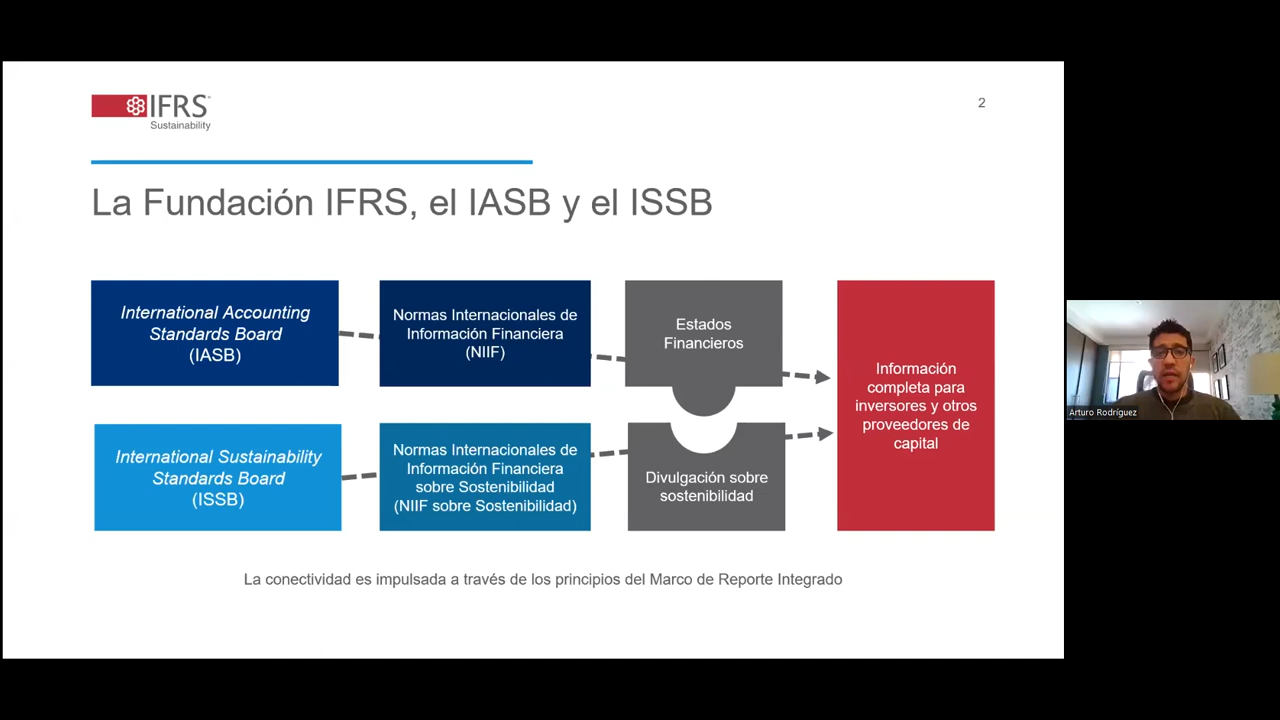 IFRS
Sustainability
2
La Fundación IFRS, el IASB y el ISSB
International Accounting
Standards Board
(IASB)
Normas Internacionales de
Información Financiera
(NIIF)
Estados
Financieros
Información
completa para
inversores y otros
proveedores de
capital
International Sustainability
Standards Board
(ISSB)
Normas Internacionales de
Información Financiera
sobre Sostenibilidad
(NIIF sobre Sostenibilidad)
Divulgación sobre
sostenibilidad
La conectividad es impulsada a través de los principios del Marco de Reporte Integrado
Arturo Rodríguez